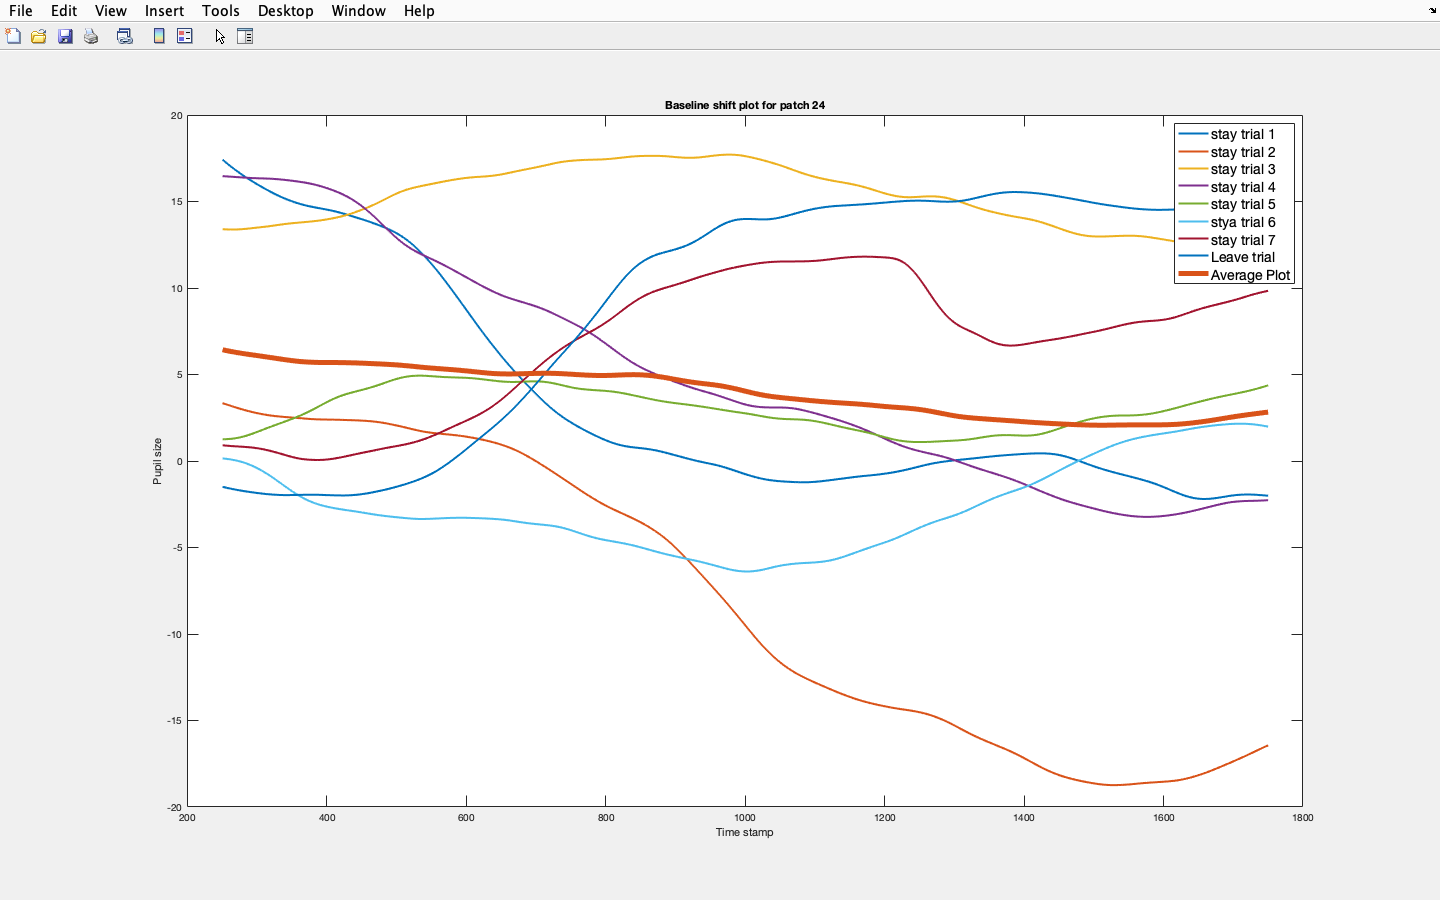 File Edit View Insert Tools Desktop Window Help
Baseline shift plot for patch 24
20
15
10
5
0
-5
-10
-15
-20
Pupil size
stay trial 1
stay trial 2
stay trial 3
stay trial 4
stay trial 5
stya trial 6
stay trial 7
Leave trial
Average Plot
200 400 600 800 1000 1200 1400 1600 1800
Time stamp